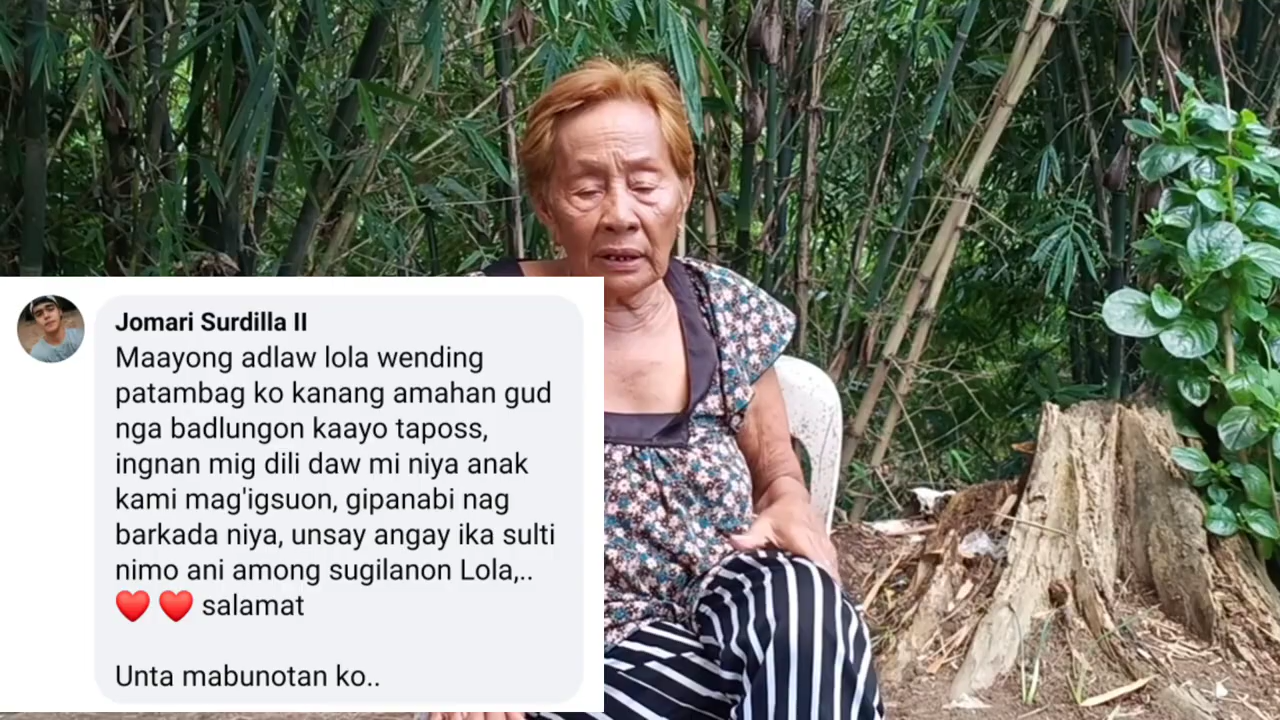 Jomari Surdilla II
Maayong adlaw lola wending
patambag ko kanang amahan gud
nga badlungon kaayo taposs,
ingnan mig dili daw mi niya anak
kami mag'igsuon, gipanabi nag
barkada niya, unsay angay ika sulti
nimo ani among sugilanon Lola,..
❤️ ❤️ salamat
Unta mabunotan ko..